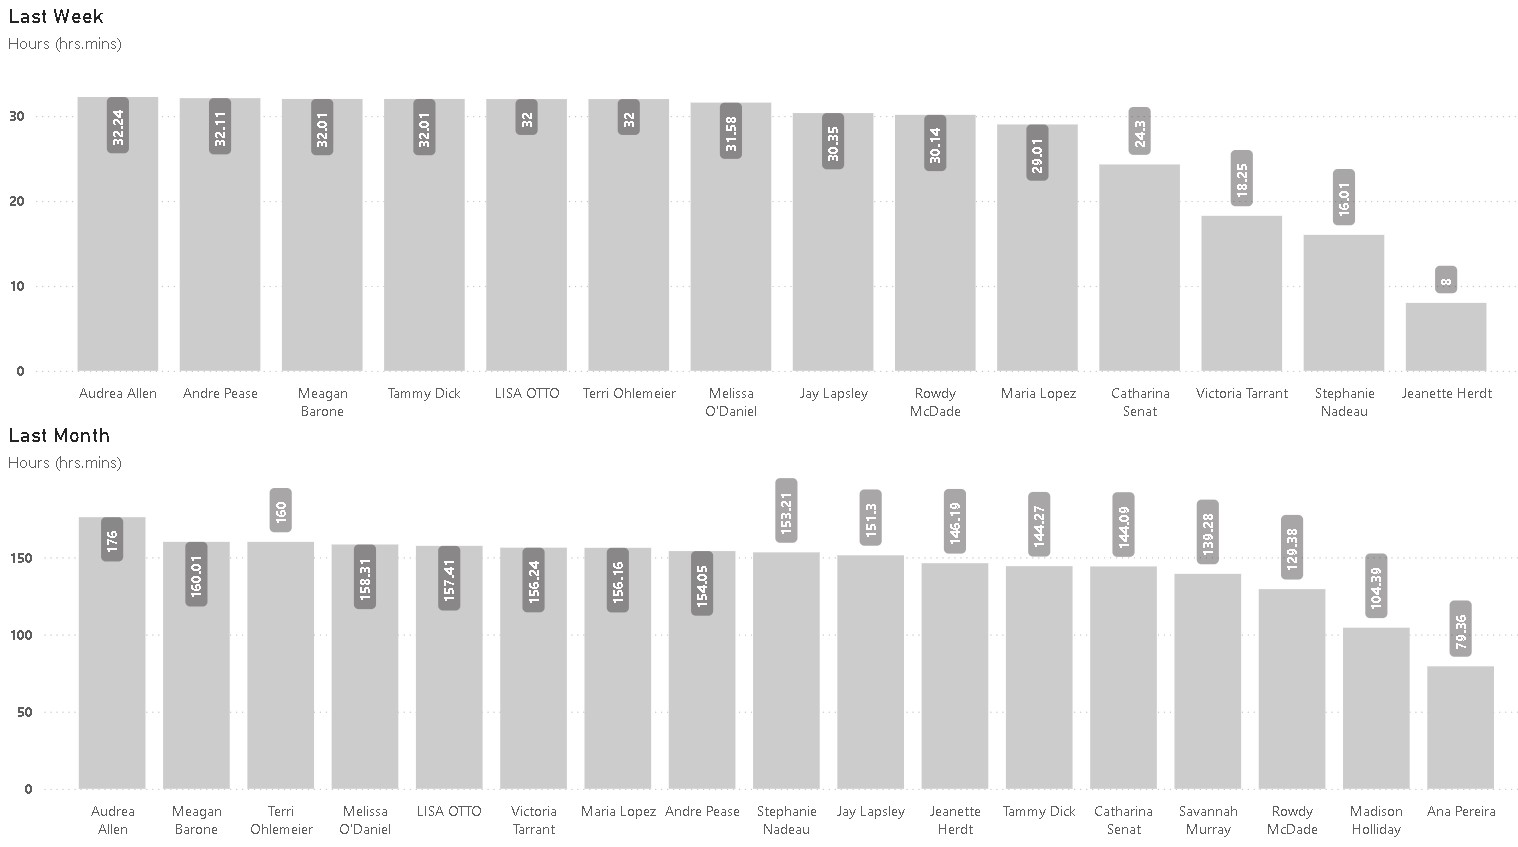 Last Week
Hours (hrs.mins)
30
20
10
0
32.24
32.11
32.01
32.01
32
32
31.58
30.35
30.14
29.01
24.3
18.25
16.01
8
Audrea Allen
Andre Pease
Meagan
Barone
Tammy Dick
LISA OTTO
Terri Ohlemeier
Melissa
O'Daniel
Jay Lapsley
Rowdy
McDade
Maria Lopez
Catharina
Senat
Victoria Tarrant
Stephanie
Nadeau
Jeanette Herdt
Last Month
Hours (hrs.mins)
150
100
50
0
176
160.01
160
158.31
157.41
156.24
156.16
154.05
153.21
151.3
146.19
144.27
144.09
139.28
129.38
104.39
79.36
Audrea
Allen
Meagan
Barone
Terri
Ohlemeier
Melissa
O'Daniel
LISA OTTO
Victoria
Tarrant
Maria Lopez
Andre Pease
Stephanie
Nadeau
Jay Lapsley
Jeanette
Herdt
Tammy Dick
Catharina
Senat
Savannah
Murray
Rowdy
McDade
Madison
Holliday
Ana Pereira